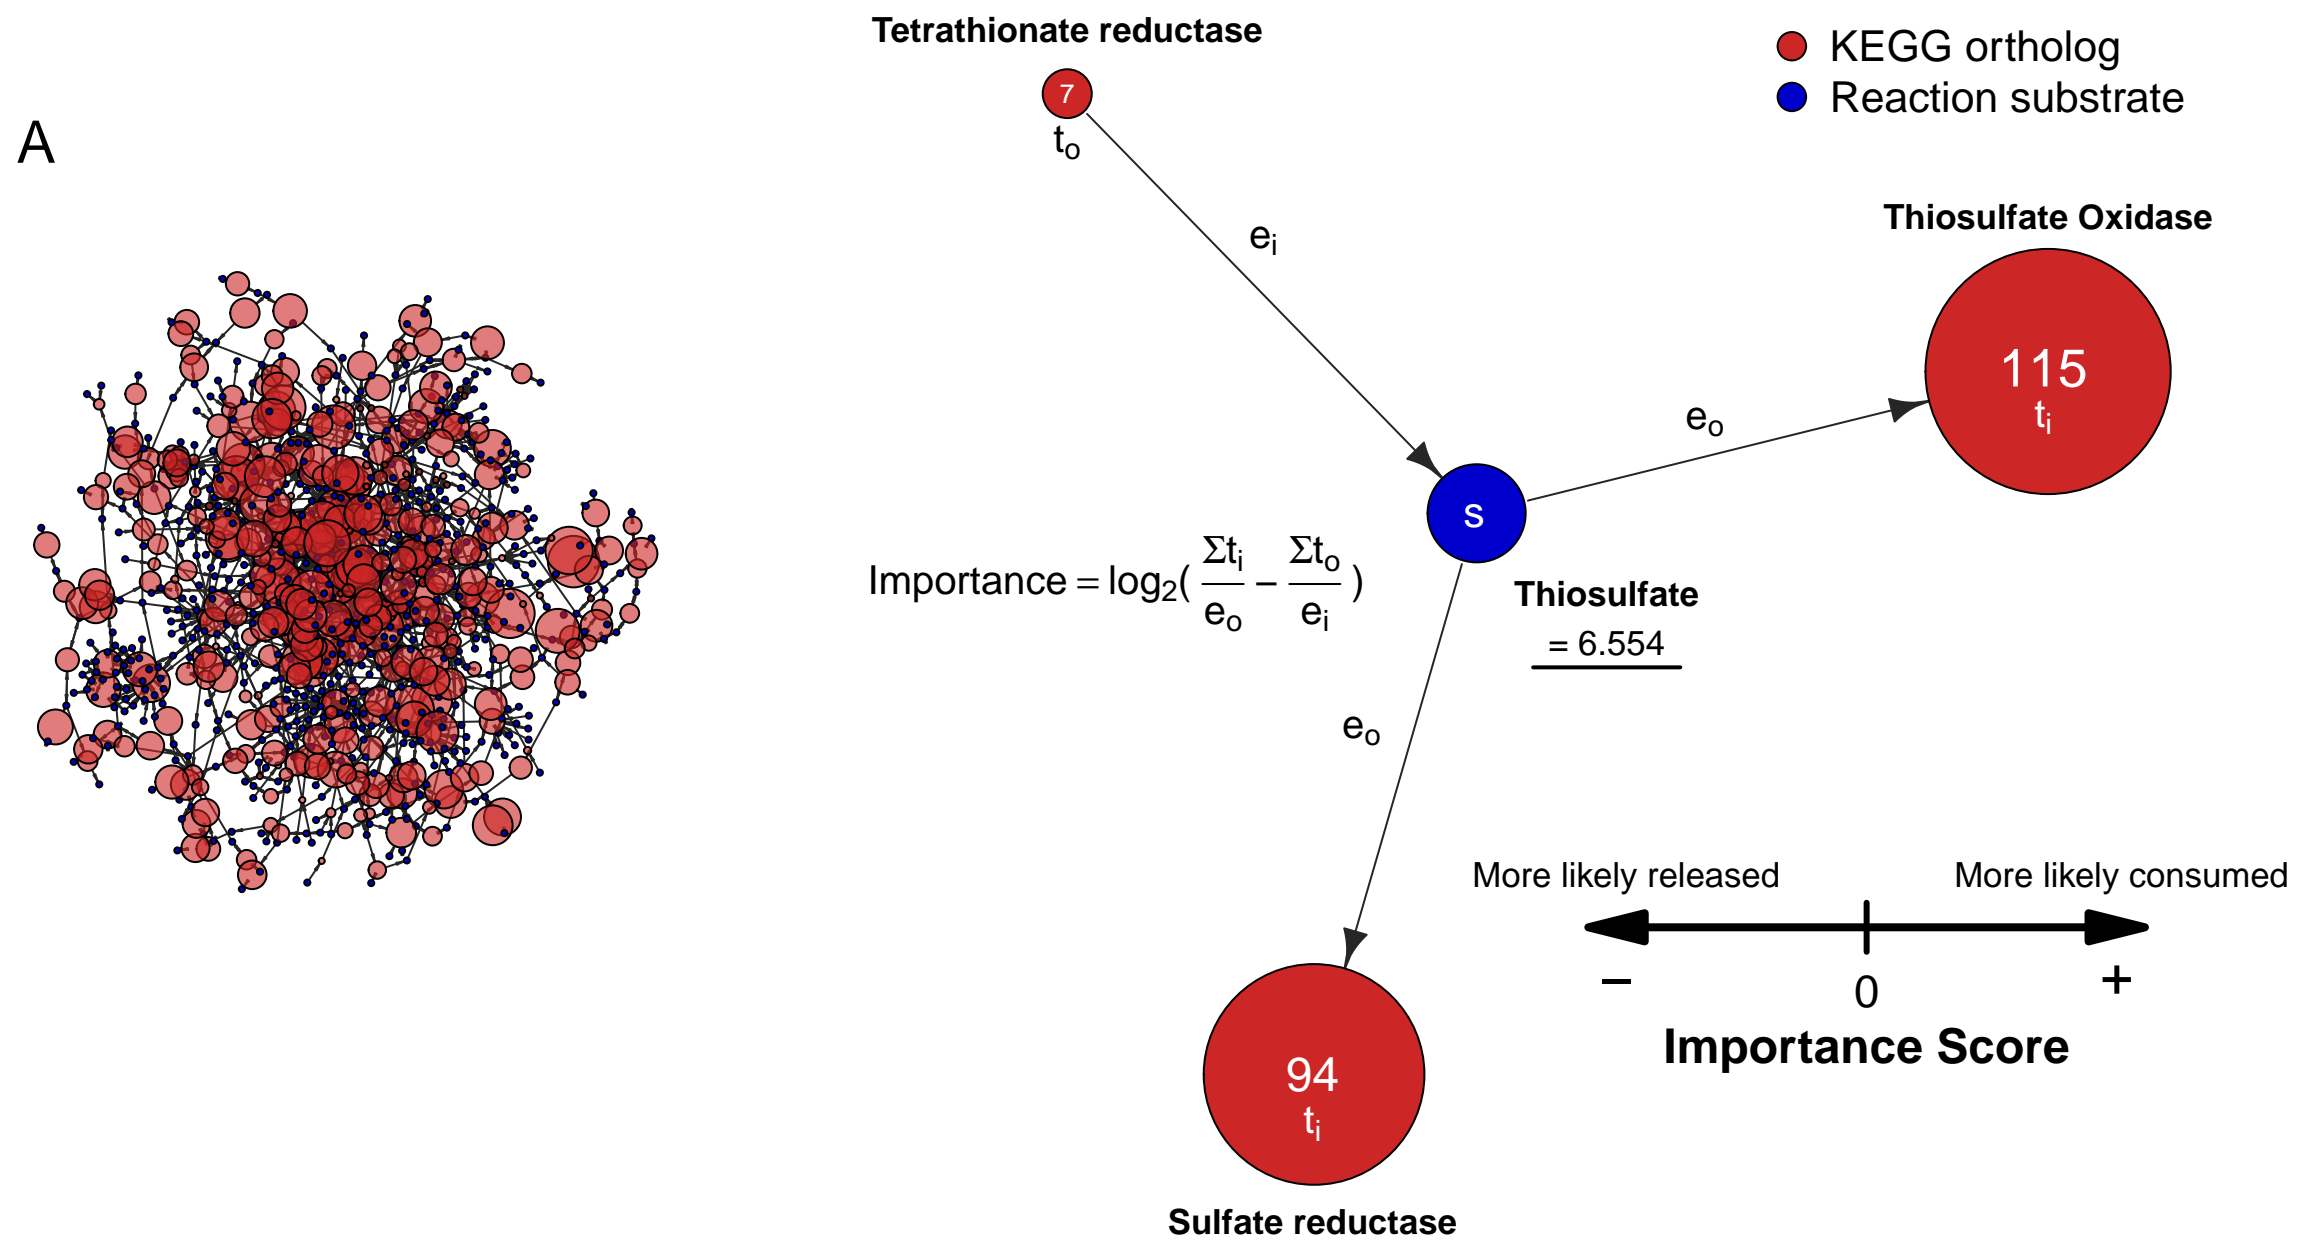 A
Tetrathionate reductase
7
t₀
KEGG ortholog
Reaction substrate
eᵢ
Thiosulfate Oxidase
115
tᵢ
eₒ
s
Importance = log₂( Σtᵢ/eₒ − Σtₒ/eᵢ )
Thiosulfate
= 6.554
eₒ
94
tᵢ
Sulfate reductase
More likely released
More likely consumed
− 0 +
Importance Score